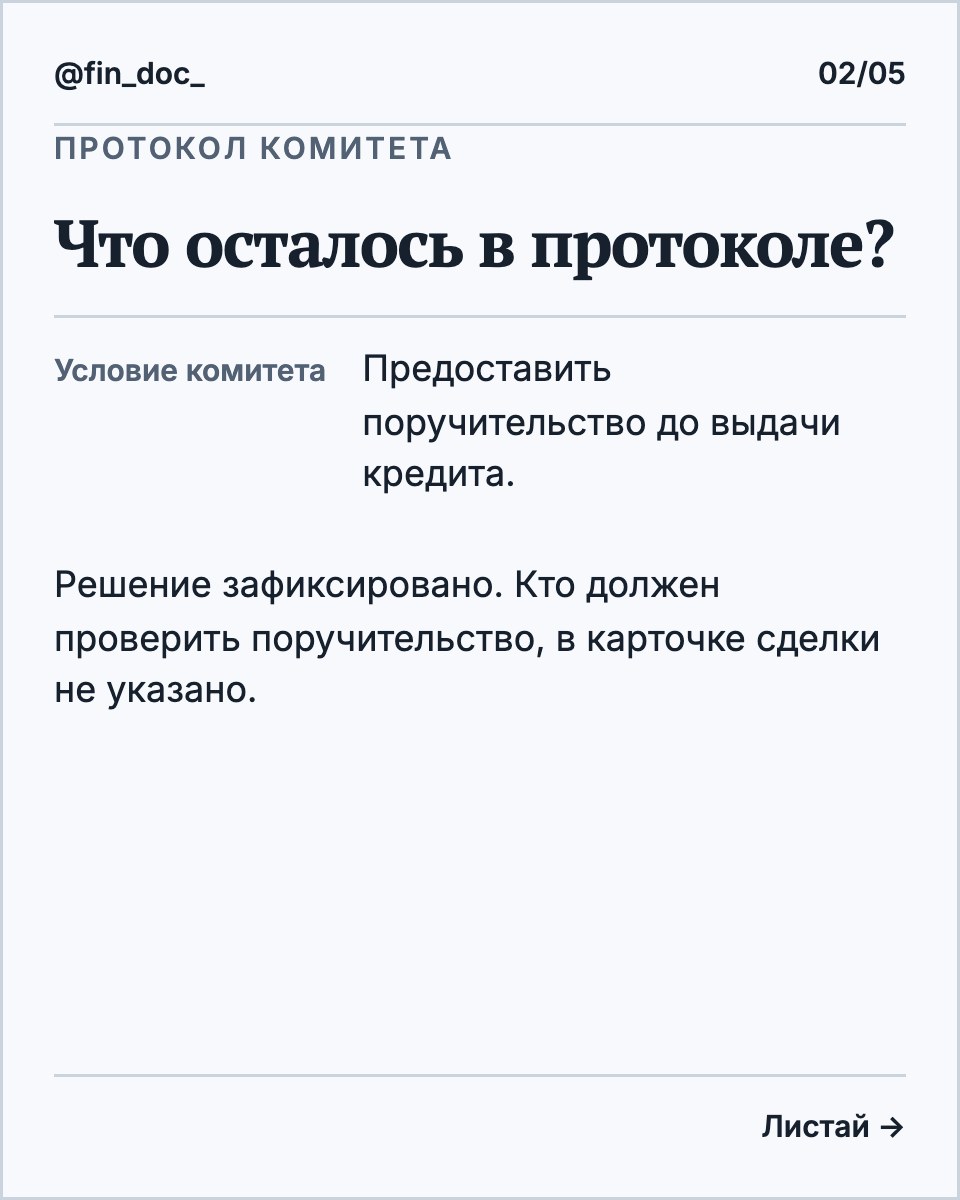 @fin_doc_
02/05
ПРОТОКОЛ КОМИТЕТА
Что осталось в протоколе?
Условие комитета
Предоставить
поручительство до выдачи
кредита.
Решение зафиксировано. Кто должен
проверить поручительство, в карточке сделки
не указано.
Листай →